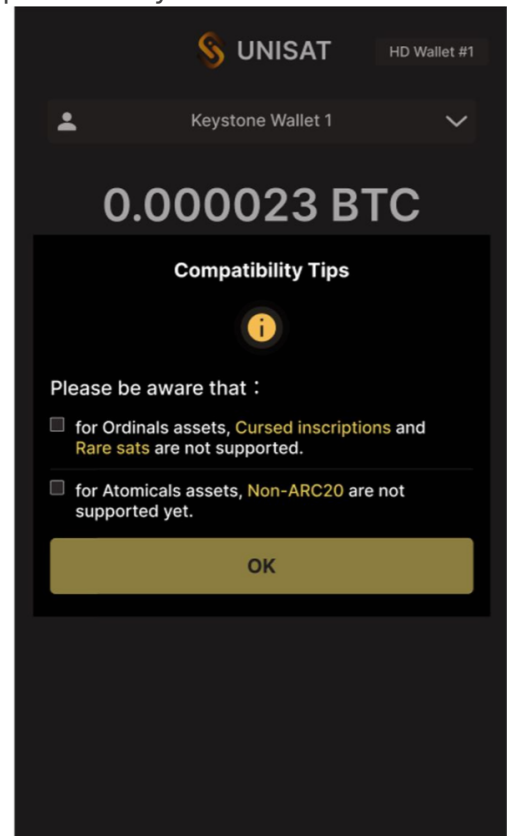 UNISAT
HD Wallet #1
Keystone Wallet 1
0.000023 BTC
Compatibility Tips
Please be aware that：
for Ordinals assets, Cursed inscriptions and
Rare sats are not supported.
for Atomicals assets, Non-ARC20 are not
supported yet.
OK